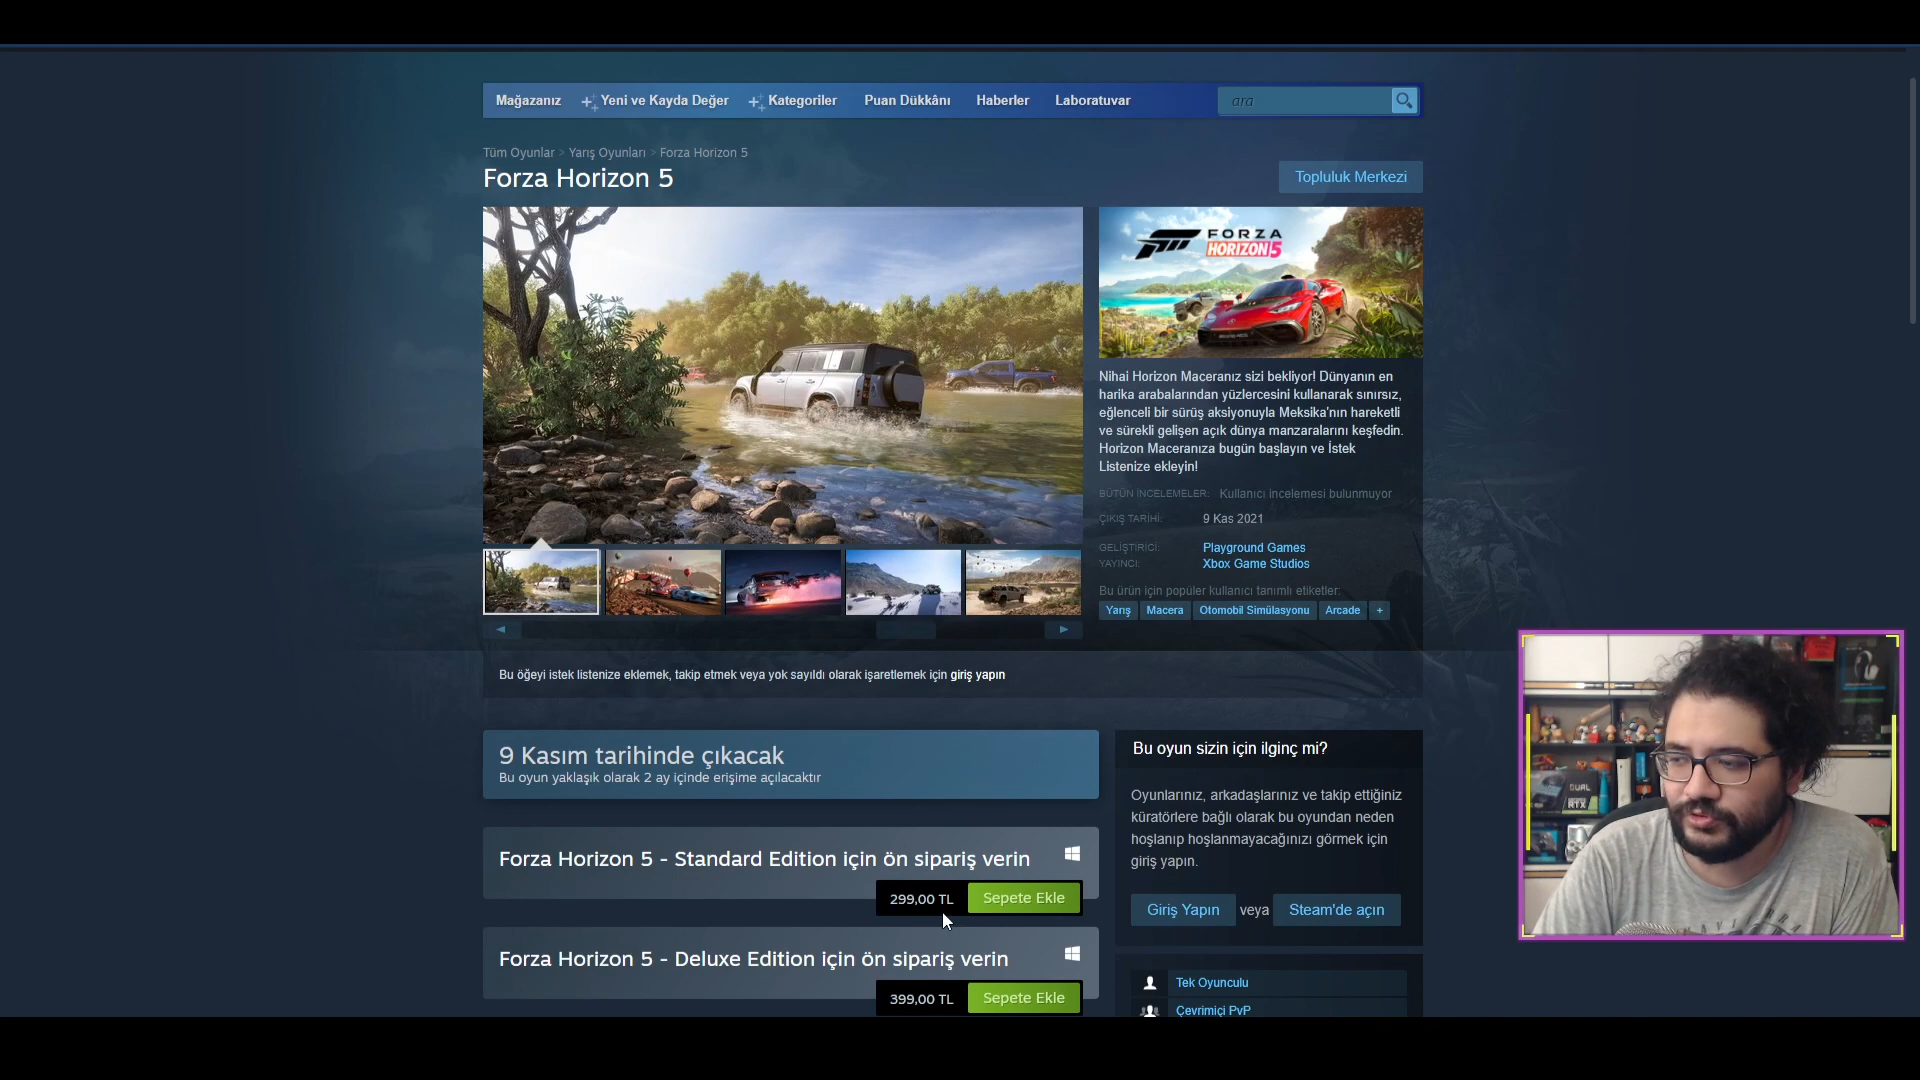 Mağazanız
Yeni ve Kayda Değer
Kategoriler
Puan Dükkânı
Haberler
Laboratuvar
ara
Tüm Oyunlar > Yarış Oyunları > Forza Horizon 5
Forza Horizon 5
Topluluk Merkezi
FORZA
HORIZON 5
Nihai Horizon Maceranız sizi bekliyor! Dünyanın en
harika arabalarından yüzlercesini kullanarak sınırsız,
eğlenceli bir sürüş aksiyonuyla Meksika'nın hareketli
ve sürekli gelişen açık dünya manzaralarını keşfedin.
Horizon Maceranıza bugün başlayın ve İstek
Listenize ekleyin!
BÜTÜN İNCELEMELER: Kullanıcı incelemesi bulunmuyor
ÇIKIŞ TARİHİ: 9 Kas 2021
GELİŞTİRİCİ: Playground Games
YAYINCI: Xbox Game Studios
Bu ürün için popüler kullanıcı tanımlı etiketler:
Yarış Macera Otomobil Simülasyonu Arcade +
Bu öğeyi istek listenize eklemek, takip etmek veya yok sayıldı olarak işaretlemek için giriş yapın
9 Kasım tarihinde çıkacak
Bu oyun yaklaşık olarak 2 ay içinde erişime açılacaktır
Forza Horizon 5 - Standard Edition için ön sipariş verin
299,00 TL Sepete Ekle
Forza Horizon 5 - Deluxe Edition için ön sipariş verin
399,00 TL Sepete Ekle
Bu oyun sizin için ilginç mi?
Oyunlarınız, arkadaşlarınız ve takip ettiğiniz
küratörlere bağlı olarak bu oyundan neden
hoşlanıp hoşlanmayacağınızı görmek için
giriş yapın.
Giriş Yapın veya Steam'de açın
Tek Oyunculu
Çevrimiçi PvP
DUAL
RTX